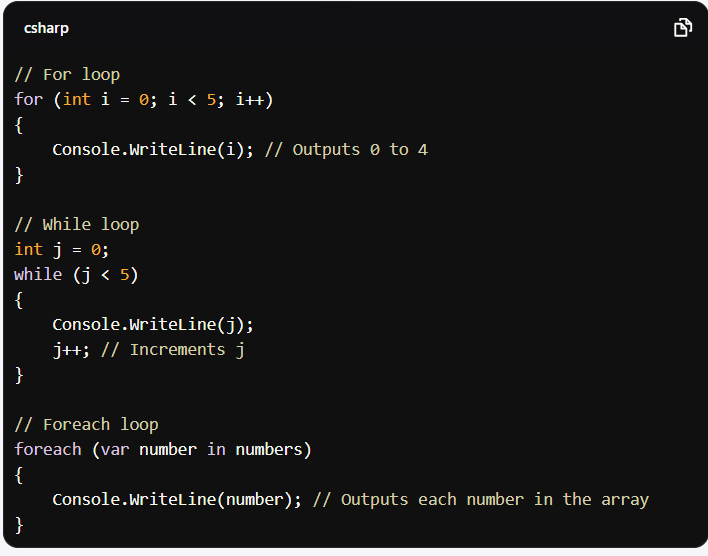 csharp
// For loop
for (int i = 0; i < 5; i++)
{
    Console.WriteLine(i); // Outputs 0 to 4
}
// While loop
int j = 0;
while (j < 5)
{
    Console.WriteLine(j);
    j++; // Increments j
}
// Foreach loop
foreach (var number in numbers)
{
    Console.WriteLine(number); // Outputs each number in the array
}